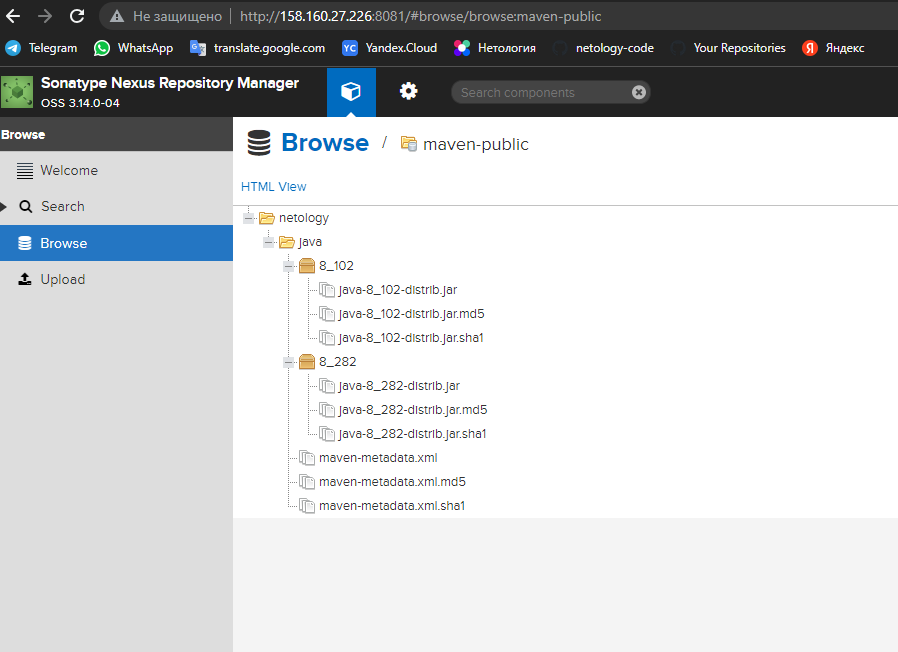 Не защищено http://158.160.27.226:8081/#browse/browse:maven-public
Telegram WhatsApp translate.google.com YC Yandex.Cloud Нетология netology-code Your Repositories Я Яндекс
Sonatype Nexus Repository Manager
OSS 3.14.0-04
Search components
Browse
Welcome
Search
Browse
Upload
Browse / maven-public
HTML View
netology
java
8_102
java-8_102-distrib.jar
java-8_102-distrib.jar.md5
java-8_102-distrib.jar.sha1
8_282
java-8_282-distrib.jar
java-8_282-distrib.jar.md5
java-8_282-distrib.jar.sha1
maven-metadata.xml
maven-metadata.xml.md5
maven-metadata.xml.sha1